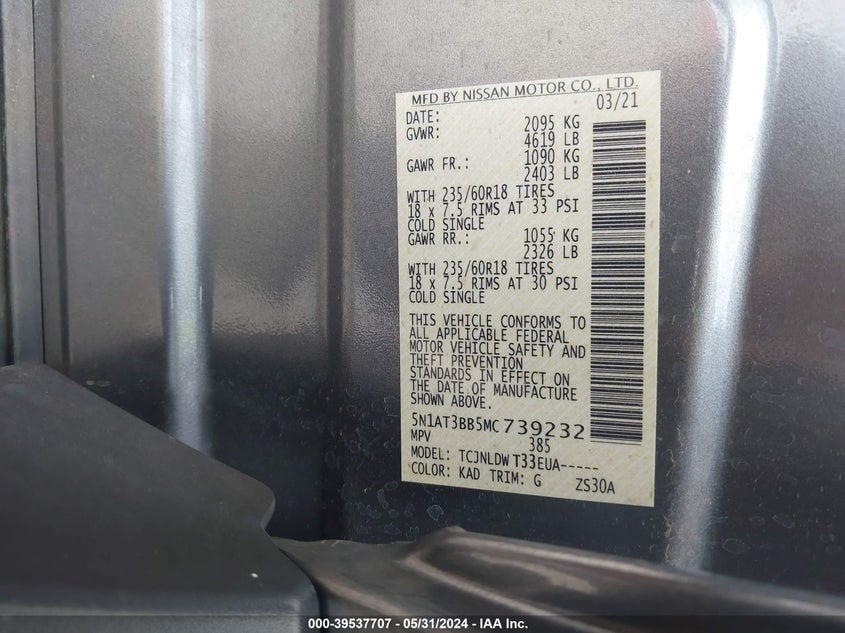 MFD BY NISSAN MOTOR CO., LTD.
DATE: 03/21
GVWR: 2095 KG
4619 LB
GAWR FR.: 1090 KG
2403 LB
WITH 235/60R18 TIRES
18 x 7.5 RIMS AT 33 PSI
COLD SINGLE
GAWR RR.: 1055 KG
2326 LB
WITH 235/60R18 TIRES
18 x 7.5 RIMS AT 30 PSI
COLD SINGLE
THIS VEHICLE CONFORMS TO
ALL APPLICABLE FEDERAL
MOTOR VEHICLE SAFETY AND
THEFT PREVENTION
STANDARDS IN EFFECT ON
THE DATE OF MANUFACTURE
SHOWN ABOVE.
5N1AT3BB5MC739232
MPV 385
MODEL: TCJNLDW T33EUA-----
COLOR: KAD TRIM: G ZS30A
000-39537707 - 05/31/2024 - IAA Inc.